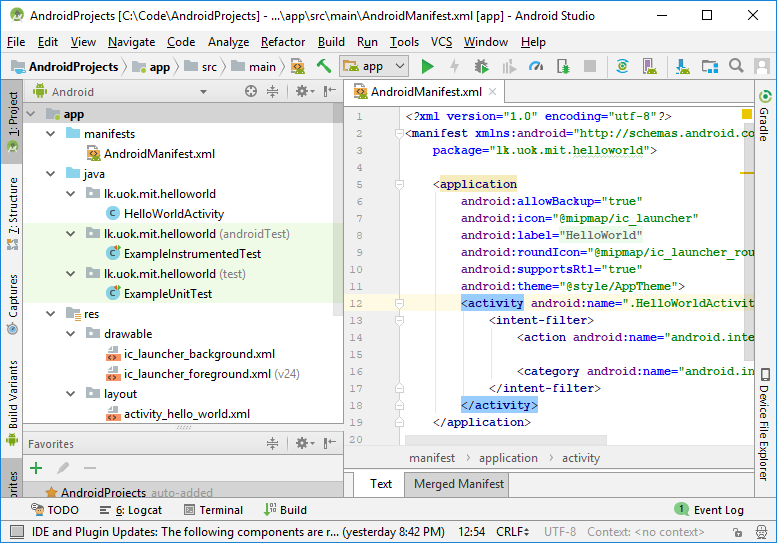 AndroidProjects [C:\Code\AndroidProjects] - ...\app\src\main\AndroidManifest.xml [app] - Android Studio
File Edit View Navigate Code Analyze Refactor Build Run Tools VCS Window Help
AndroidProjects app src main app
Android
AndroidManifest.xml
1: Project
Z: Structure
Captures
Build Variants
app
manifests
AndroidManifest.xml
java
lk.uok.mit.helloworld
HelloWorldActivity
lk.uok.mit.helloworld (androidTest)
ExampleInstrumentedTest
lk.uok.mit.helloworld (test)
ExampleUnitTest
res
drawable
ic_launcher_background.xml
ic_launcher_foreground.xml (v24)
layout
activity_hello_world.xml
Favorites
AndroidProjects auto-added
1 <?xml version="1.0" encoding="utf-8"?>
2 <manifest xmlns:android="http://schemas.android.co
3 package="lk.uok.mit.helloworld">
4
5 <application
6 android:allowBackup="true"
7 android:icon="@mipmap/ic_launcher"
8 android:label="HelloWorld"
9 android:roundIcon="@mipmap/ic_launcher_rou
10 android:supportsRtl="true"
11 android:theme="@style/AppTheme">
12 <activity android:name=".HelloWorldActivit
13 <intent-filter>
14 <action android:name="android.inte
15
16 <category android:name="android.in
17 </intent-filter>
18 </activity>
19 </application>
20
manifest application activity
Text Merged Manifest
Gradle
Device File Explorer
TODO 6: Logcat Terminal Build 1 Event Log
IDE and Plugin Updates: The following components are r... (yesterday 8:42 PM) 12:54 CRLF UTF-8 Context: <no context>